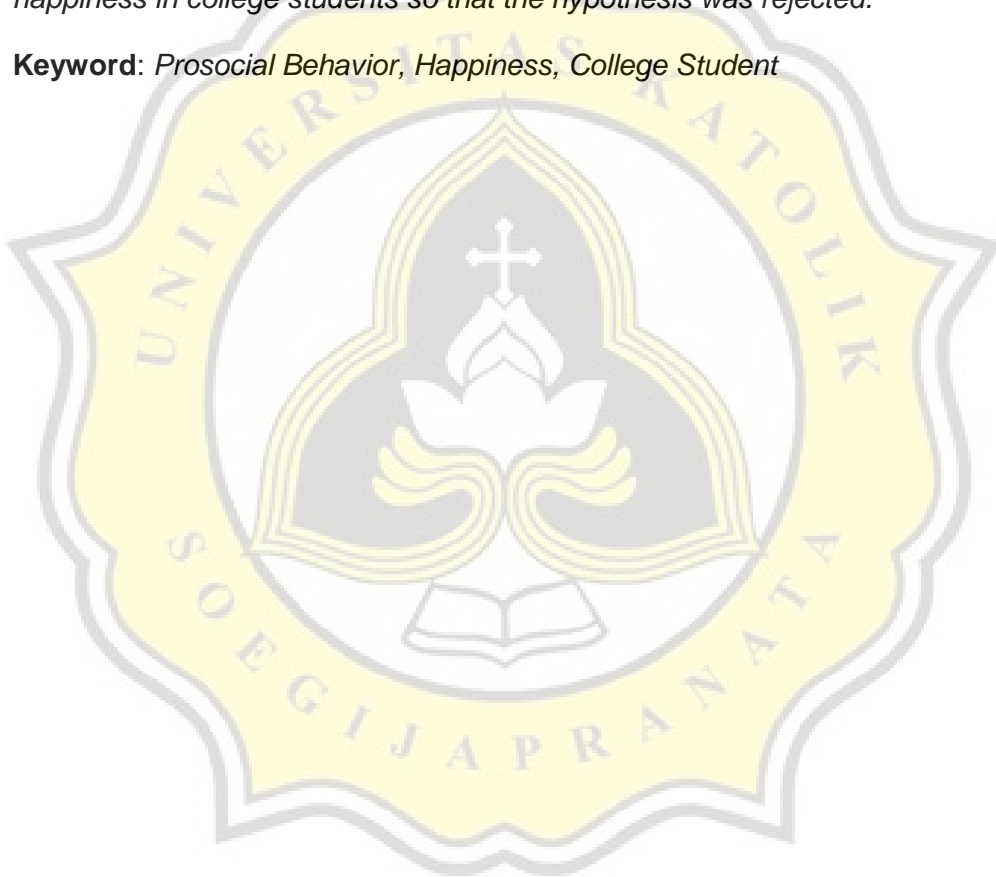 happiness in college students so that the hypothesis was rejected.
Keyword: Prosocial Behavior, Happiness, College Student
UNIVERSITAS KATOLIK
SOEGIJAPRANATA